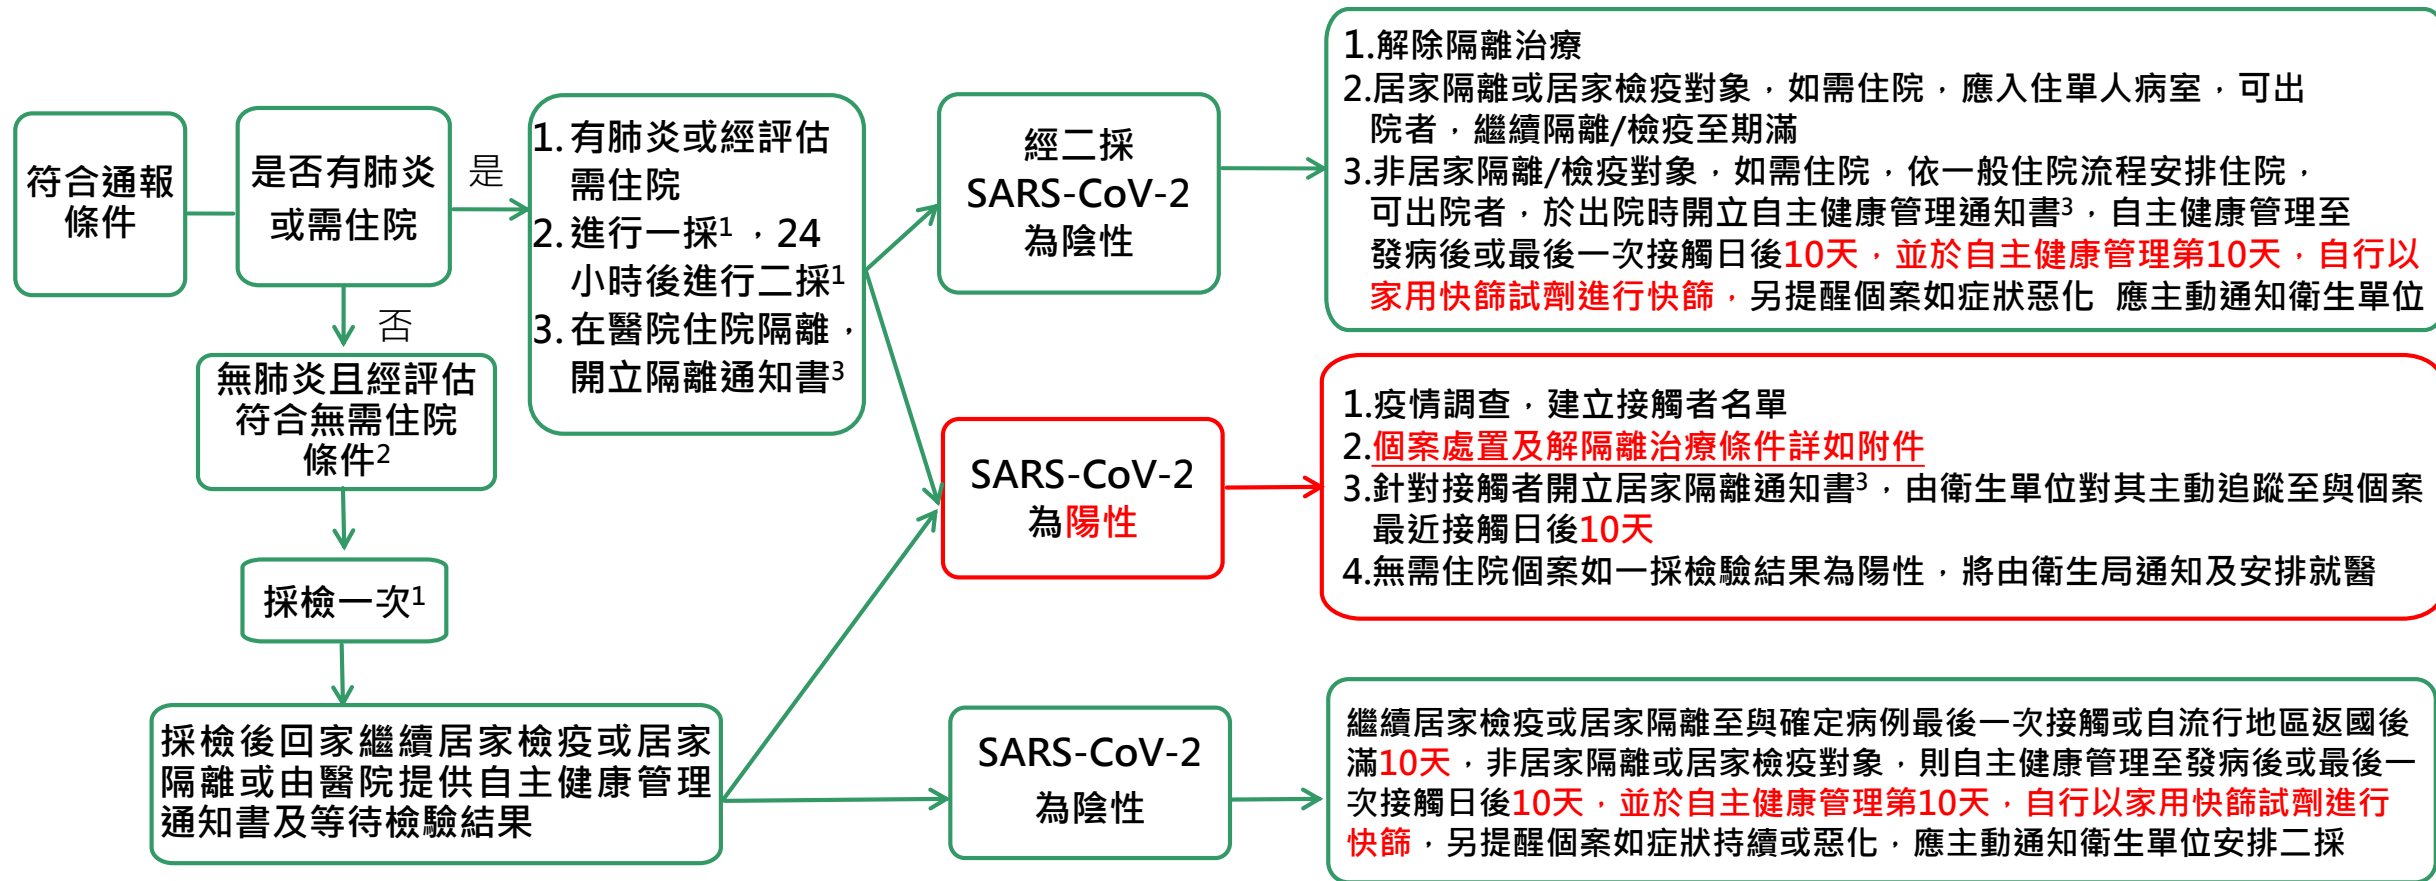 符合通報
條件
是否有肺炎
或需住院
是
否
1.有肺炎或經評估
需住院
2.進行一採1，24
小時後進行二採1
3.在醫院住院隔離，
開立隔離通知書3
無肺炎且經評估
符合無需住院
條件2
採檢一次1
採檢後回家繼續居家檢疫或居家
隔離或由醫院提供自主健康管理
通知書及等待檢驗結果
經二採
SARS-CoV-2
為陰性
1.解除隔離治療
2.居家隔離或居家檢疫對象，如需住院，應入住單人病室，可出
院者，繼續隔離/檢疫至期滿
3.非居家隔離/檢疫對象，如需住院，依一般住院流程安排住院，
可出院者，於出院時開立自主健康管理通知書3，自主健康管理至
發病後或最後一次接觸日後10天，並於自主健康管理第10天，自行以
家用快篩試劑進行快篩，另提醒個案如症狀惡化 應主動通知衛生單位
SARS-CoV-2
為陽性
1.疫情調查，建立接觸者名單
2.個案處置及解隔離治療條件詳如附件
3.針對接觸者開立居家隔離通知書3，由衛生單位對其主動追蹤至與個案
最近接觸日後10天
4.無需住院個案如一採檢驗結果為陽性，將由衛生局通知及安排就醫
SARS-CoV-2
為陰性
繼續居家檢疫或居家隔離至與確定病例最後一次接觸或自流行地區返國後
滿10天，非居家隔離或居家檢疫對象，則自主健康管理至發病後或最後一
次接觸日後10天，並於自主健康管理第10天，自行以家用快篩試劑進行
快篩，另提醒個案如症狀持續或惡化，應主動通知衛生單位安排二採